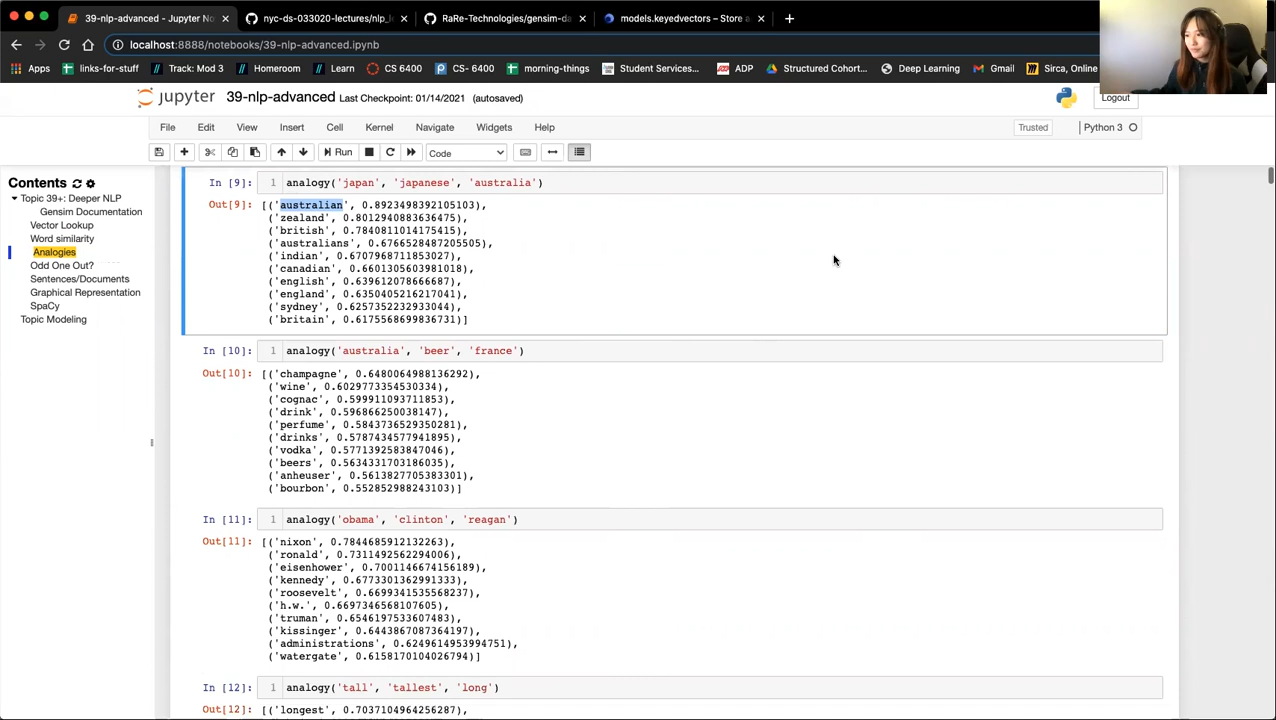 39-nlp-advanced - Jupyter No
nyc-ds-033020-lectures/nlp_le
RaRe-Technologies/gensim-da
models.keyedvectors – Store a
localhost:8888/notebooks/39-nlp-advanced.ipynb
Apps
links-for-stuff
Track: Mod 3
Homeroom
Learn
CS 6400
CS- 6400
morning-things
Student Services...
ADP
Structured Cohort...
Deep Learning
Gmail
Sirca, Online
jupyter
39-nlp-advanced Last Checkpoint: 01/14/2021 (autosaved)
Logout
File
Edit
View
Insert
Cell
Kernel
Navigate
Widgets
Help
Trusted
Python 3
Run
Code
Contents
Topic 39+: Deeper NLP
Gensim Documentation
Vector Lookup
Word similarity
Analogies
Odd One Out?
Sentences/Documents
Graphical Representation
SpaCy
Topic Modeling
In [9]: 1 analogy('japan', 'japanese', 'australia')
Out[9]: [('australian', 0.8923498392105103),
('zealand', 0.8012940883636475),
('british', 0.7840811014175415),
('australians', 0.6766528487205505),
('indian', 0.6707968711853027),
('canadian', 0.6601305603981018),
('english', 0.639612078666687),
('england', 0.6350405216217041),
('sydney', 0.6257352232933044),
('britain', 0.6175568699836731)]
In [10]: 1 analogy('australia', 'beer', 'france')
Out[10]: [('champagne', 0.6480064988136292),
('wine', 0.6029773354530334),
('cognac', 0.599911093711853),
('drink', 0.596866250038147),
('perfume', 0.5843736529350281),
('drinks', 0.5787434577941895),
('vodka', 0.5771392583847046),
('beers', 0.5634331703186035),
('anheuser', 0.5613827705383301),
('bourbon', 0.552852988243103)]
In [11]: 1 analogy('obama', 'clinton', 'reagan')
Out[11]: [('nixon', 0.7844685912132263),
('ronald', 0.7311492562294006),
('eisenhower', 0.7001146674156189),
('kennedy', 0.6773301362991333),
('roosevelt', 0.6699341535568237),
('h.w.', 0.6697346568107605),
('truman', 0.6546197533607483),
('kissinger', 0.6443867087364197),
('administrations', 0.6249614953994751),
('watergate', 0.6158170104026794)]
In [12]: 1 analogy('tall', 'tallest', 'long')
Out[12]: [('longest', 0.7037104964256287),